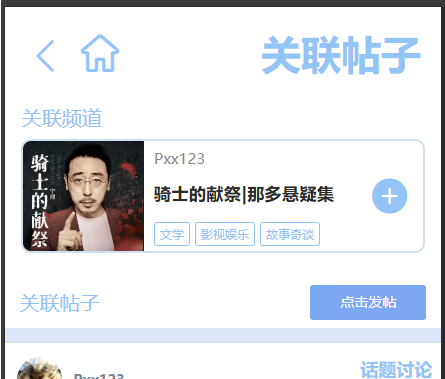 关联帖子
关联频道
Pxx123
骑士的献祭|那多悬疑集
骑士的献祭
文学
影视娱乐
故事奇谈
关联帖子
点击发帖
Pxx123
话题讨论